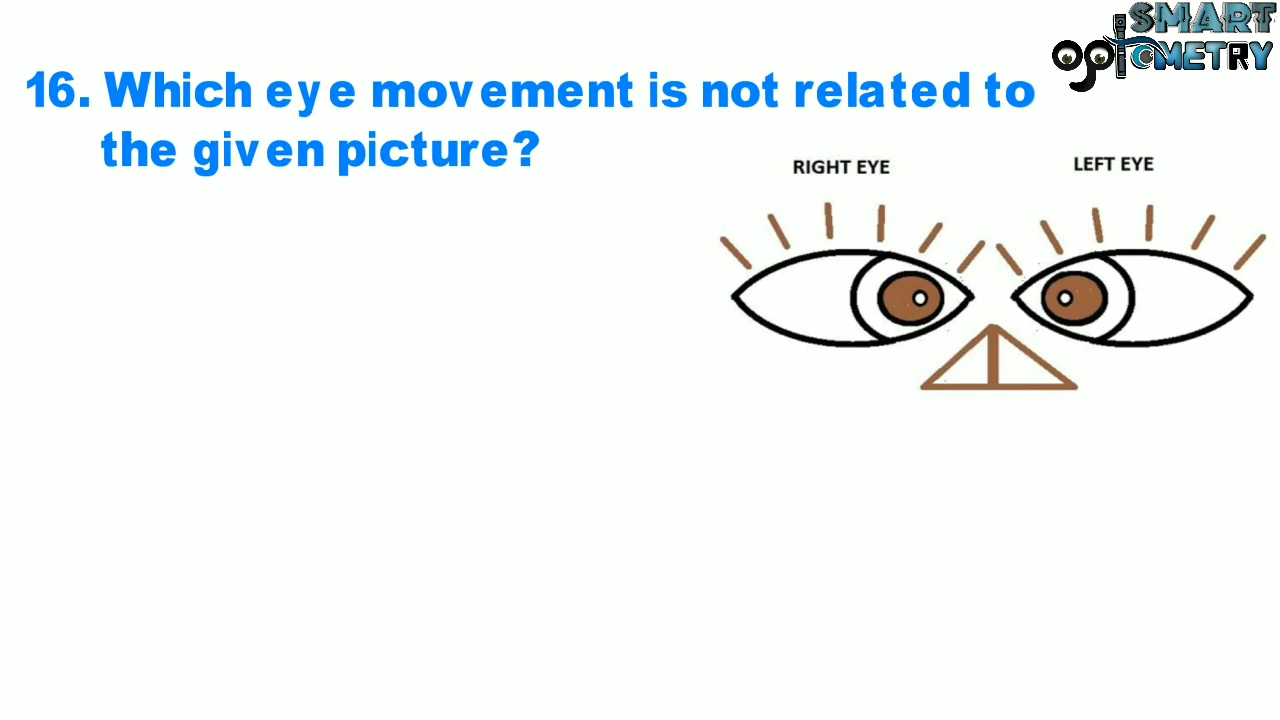 SMART
OPTOMETRY
16. Which eye movement is not related to
the given picture?
RIGHT EYE
LEFT EYE